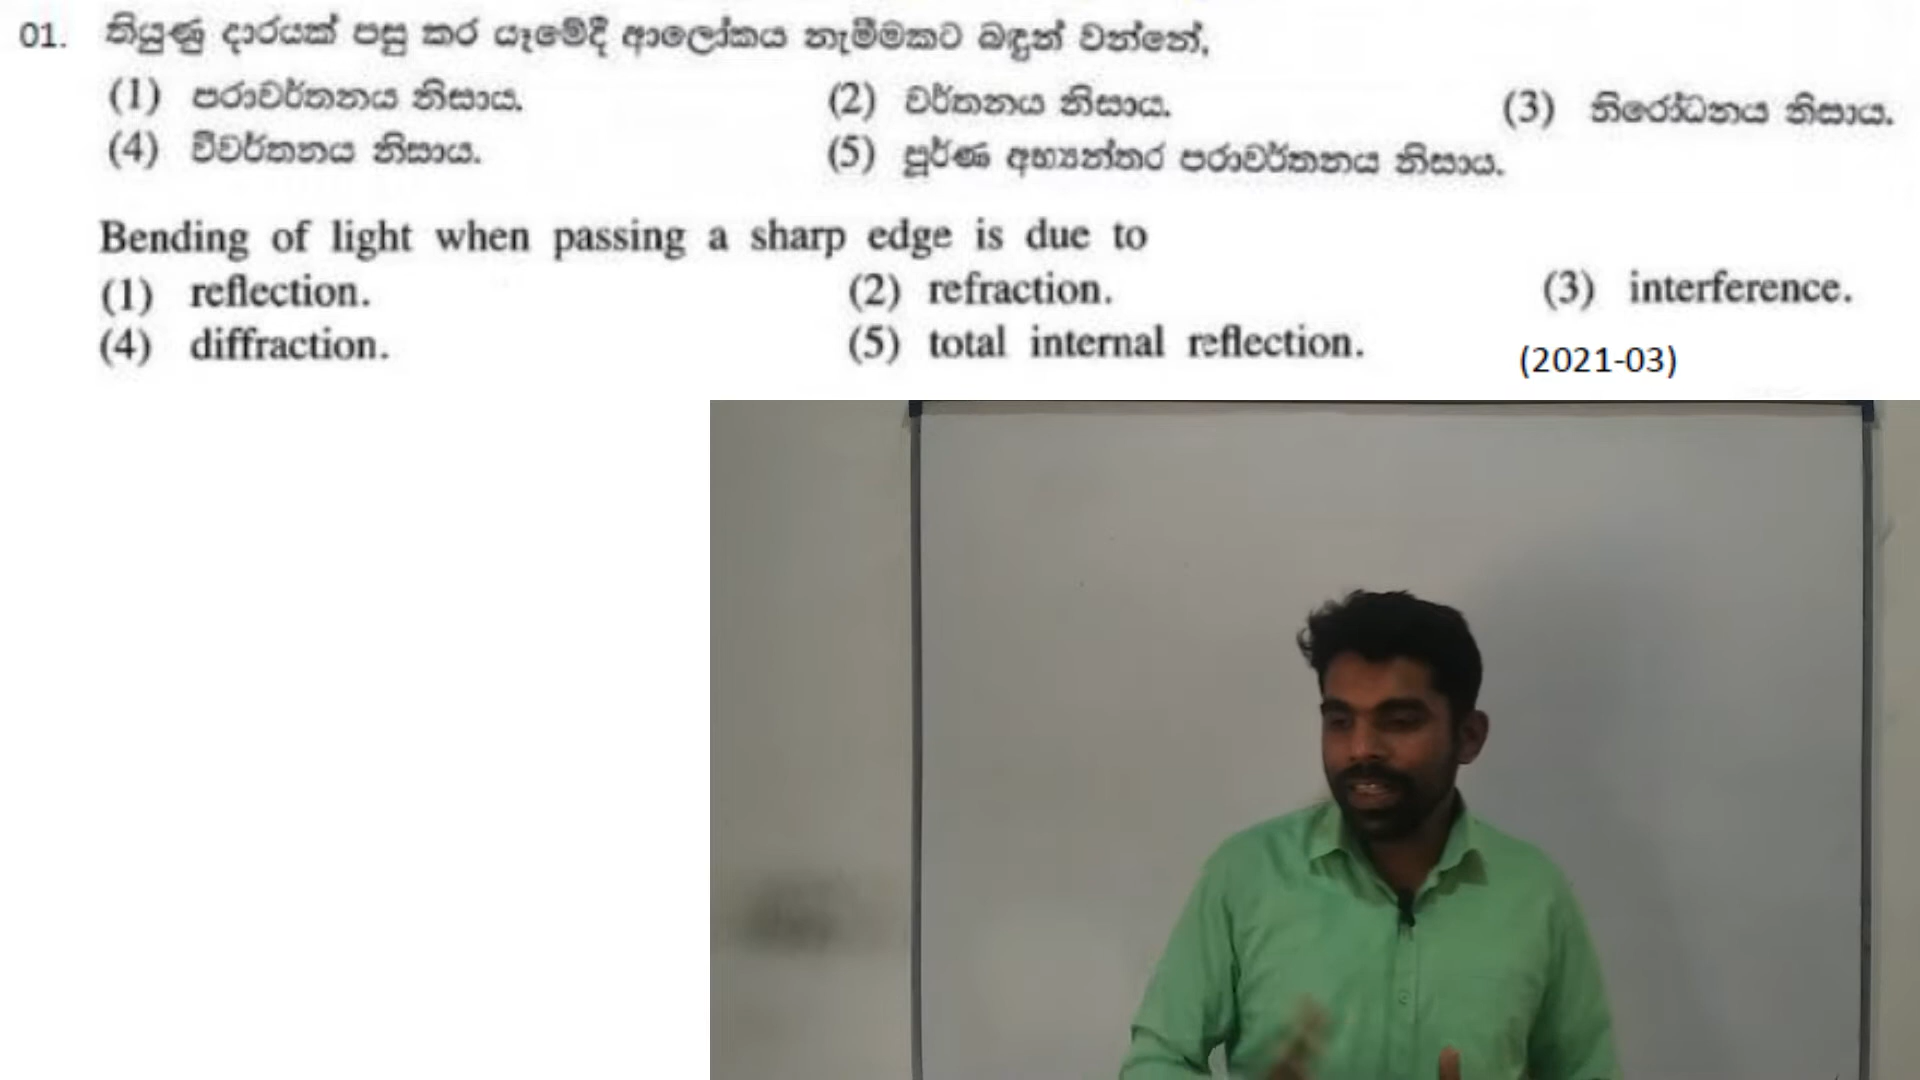 01. තියුණු දාරයක් පසු කර යෑමේදී ආලෝකය නැමීමකට බඳුන් වන්නේ,
(1) පරාවර්තනය නිසාය. (2) වර්තනය නිසාය. (3) නිරෝධනය නිසාය.
(4) විවර්තනය නිසාය. (5) පූර්ණ අභ්‍යන්තර පරාවර්තනය නිසාය.
Bending of light when passing a sharp edge is due to
(1) reflection. (2) refraction. (3) interference.
(4) diffraction. (5) total internal reflection.
(2021-03)